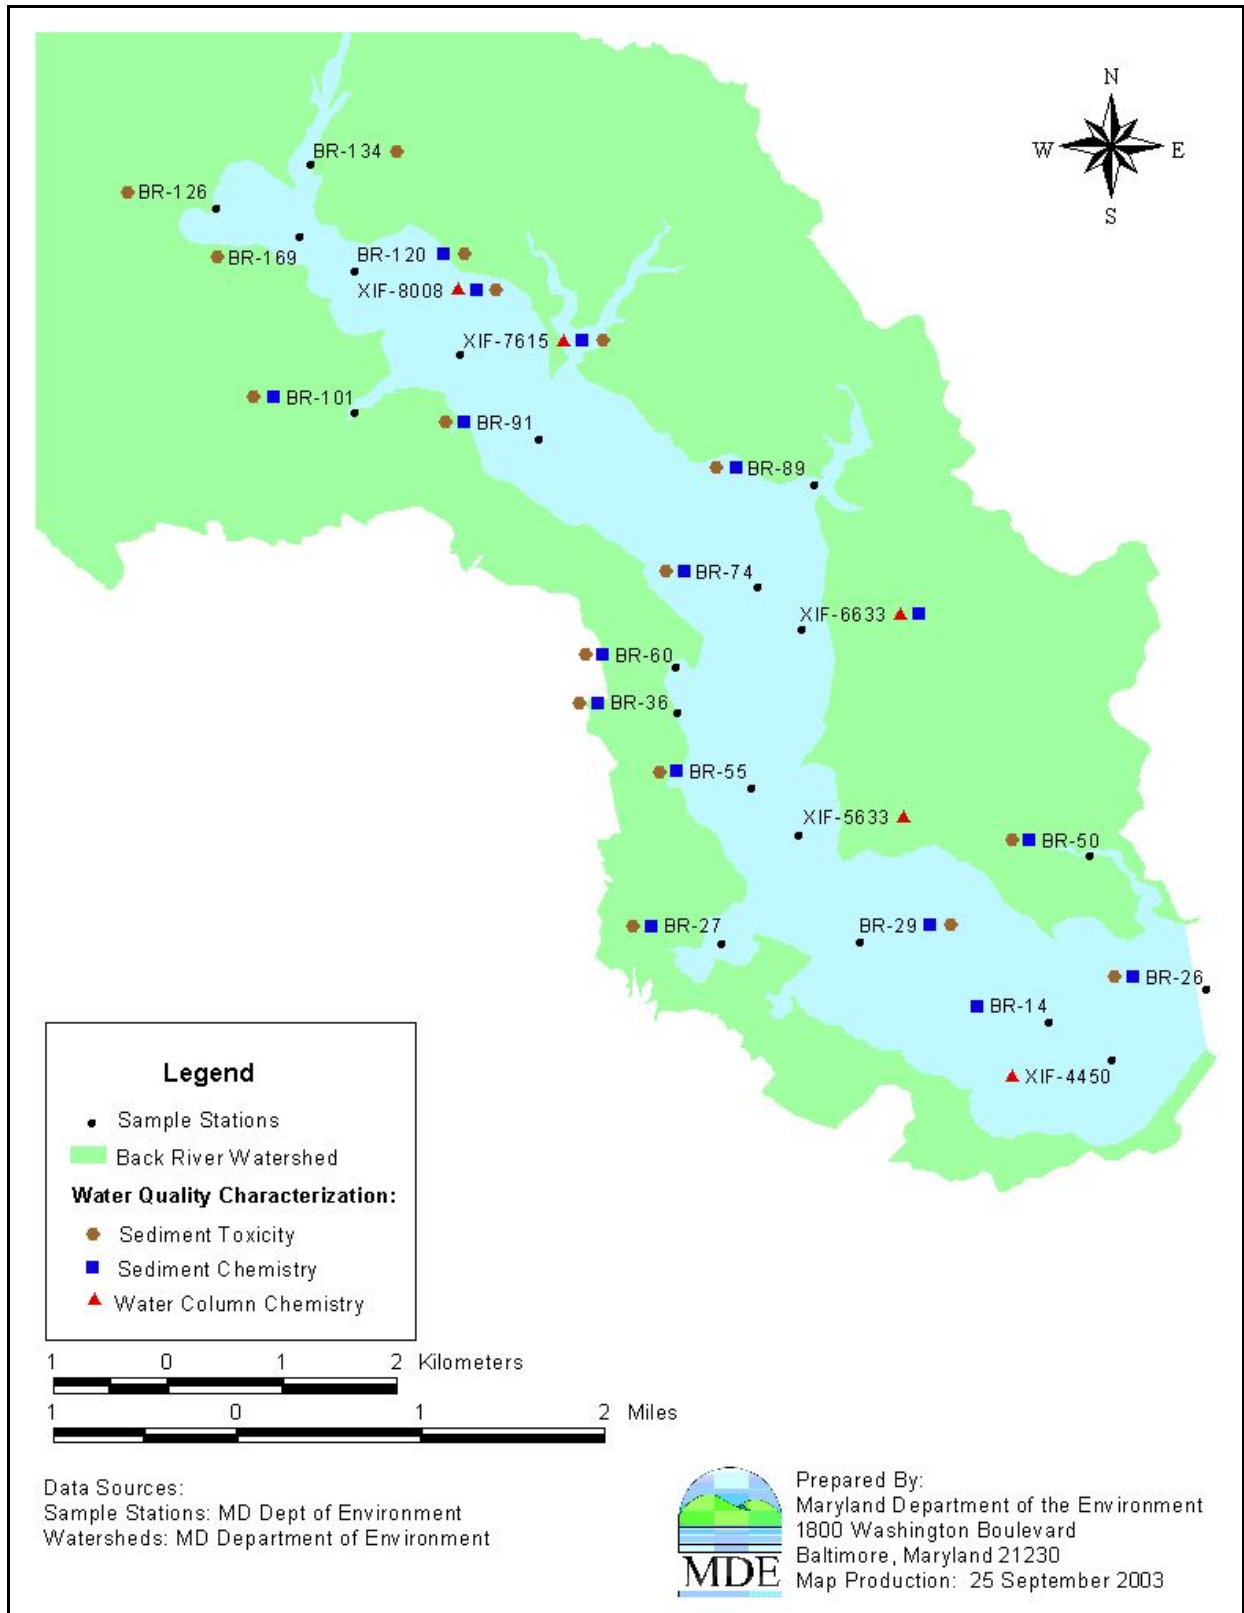 N
W E
S
BR-134
BR-126
BR-169
BR-120
XIF-8008
XIF-7615
BR-101
BR-91
BR-89
BR-74
XIF-6633
BR-60
BR-36
BR-55
XIF-5633
BR-50
BR-27
BR-29
BR-26
BR-14
XIF-4450
Legend
Sample Stations
Back River Watershed
Water Quality Characterization:
Sediment Toxicity
Sediment Chemistry
Water Column Chemistry
1 0 1 2 Kilometers
1 0 1 2 Miles
Data Sources:
Sample Stations: MD Dept of Environment
Watersheds: MD Department of Environment
MDE
Prepared By:
Maryland Department of the Environment
1800 Washington Boulevard
Baltimore, Maryland 21230
Map Production: 25 September 2003